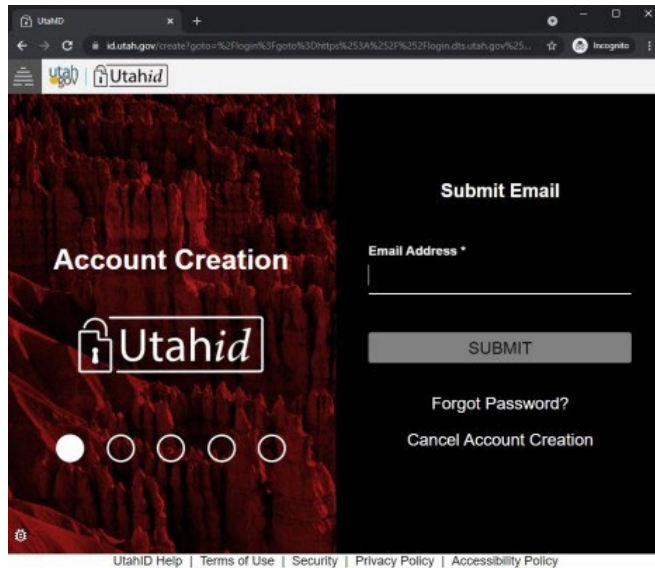 UtahID
id.utah.gov/create?goto=%2Flogin%3Fgoto%3Dhttps%253A%252F%252Flogin.dts.utah.gov%25...
Incognito
utah
gov
Utahid
Account Creation
Utahid
Submit Email
Email Address *
SUBMIT
Forgot Password?
Cancel Account Creation
UtahID Help | Terms of Use | Security | Privacy Policy | Accessibility Policy